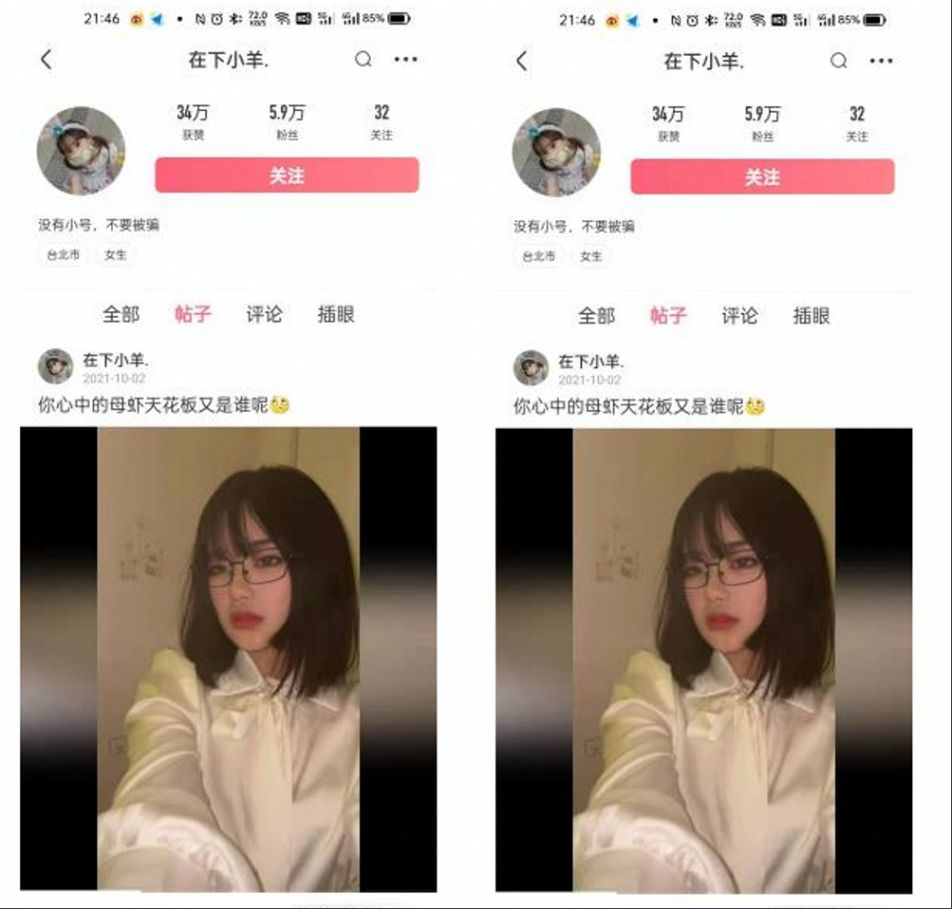 21:46 72.0 KB/S HD 5G 4G 85%
在下小羊.
34万 5.9万 32
获赞 粉丝 关注
关注
没有小号，不要被骗
台北市 女生
全部 帖子 评论 插眼
在下小羊.
2021-10-02
你心中的母虾天花板又是谁呢🧐
21:46 72.0 KB/S HD 5G 4G 85%
在下小羊.
34万 5.9万 32
获赞 粉丝 关注
关注
没有小号，不要被骗
台北市 女生
全部 帖子 评论 插眼
在下小羊.
2021-10-02
你心中的母虾天花板又是谁呢🧐